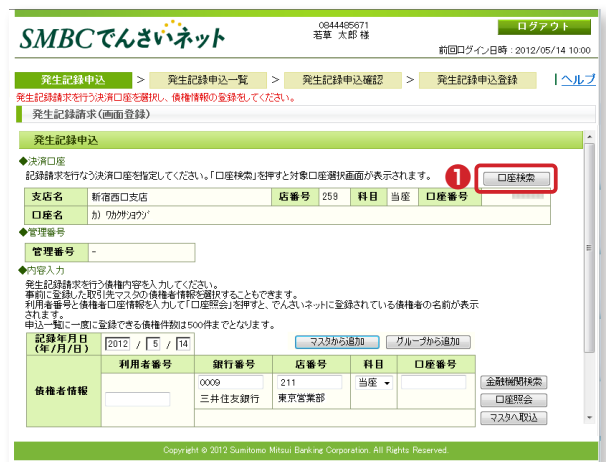 SMBCでんさいネット
0844485671
若草 太郎 様
ログアウト
前回ログイン日時：2012/05/14 10:00
発生記録申込 > 発生記録申込一覧 > 発生記録申込確認 > 発生記録申込登録
ヘルプ
発生記録請求を行う決済口座を選択し、債権情報の登録をしてください。
発生記録請求(画面登録)
発生記録申込
◆決済口座
記録請求を行なう決済口座を指定してください。「口座検索」を押すと対象口座選択画面が表示されます。
1
口座検索
支店名 新宿西口支店 店番号 259 科目 当座 口座番号
口座名 カ）ワカクサショウジ
◆管理番号
管理番号 -
◆内容入力
発生記録請求を行う債権内容を入力してください。
事前に登録した取引先マスタの債権者情報を選択することもできます。
利用者番号と債権者口座情報を入力して「口座照会」を押すと、でんさいネットに登録されている債権者の名前が表示
されます。
申込一覧に一度に登録できる債権件数は500件までとなります。
記録年月日
(年/月/日)
2012 / 5 / 14
マスタから追加 グループから追加
利用者番号 銀行番号 店番号 科目 口座番号
債権者情報
0009 211 当座
三井住友銀行 東京営業部
金融機関検索
口座照会
マスタへ取込
Copyright © 2012 Sumitomo Mitsui Banking Corporation. All Rights Reserved.